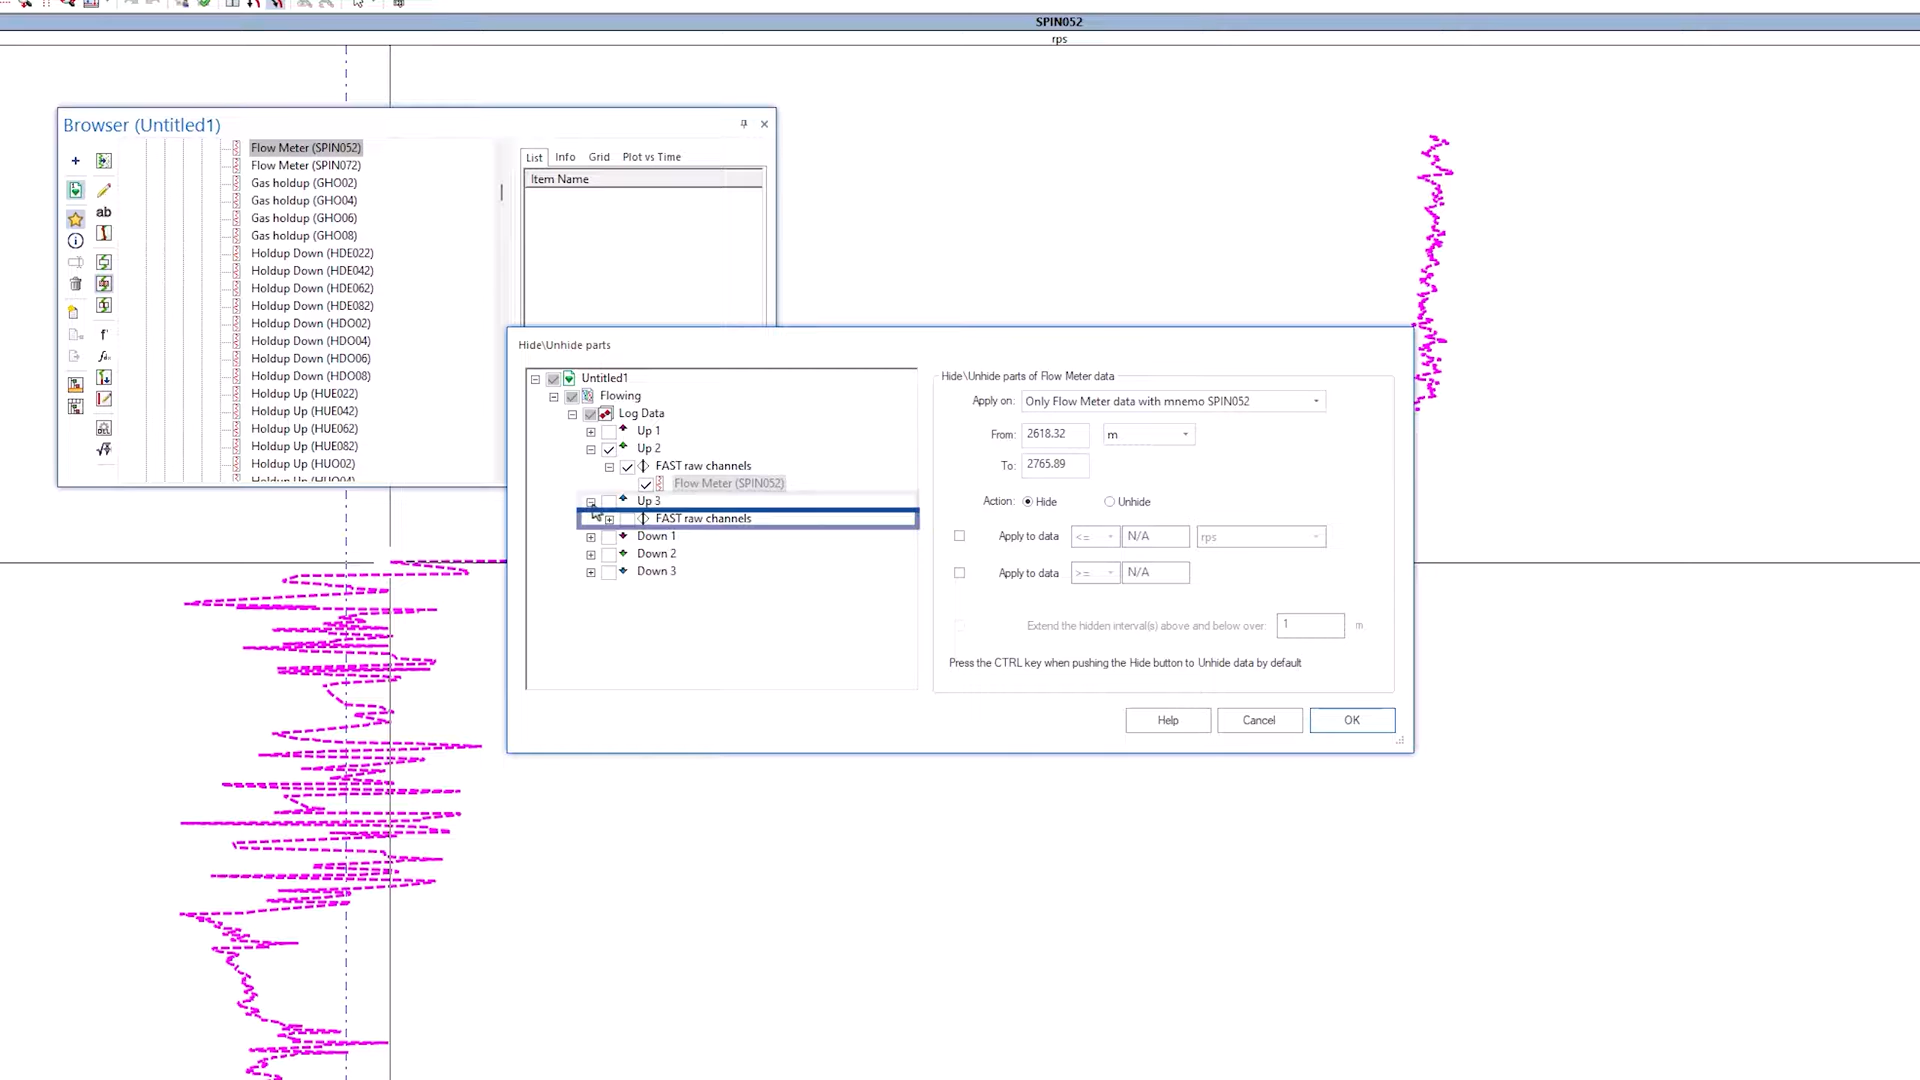 SPIN052
rps
Browser (Untitled1)
Flow Meter (SPIN052)
Flow Meter (SPIN072)
Gas holdup (GHO02)
Gas holdup (GHO04)
Gas holdup (GHO06)
Gas holdup (GHO08)
Holdup Down (HDE022)
Holdup Down (HDE042)
Holdup Down (HDE062)
Holdup Down (HDE082)
Holdup Down (HDO02)
Holdup Down (HDO04)
Holdup Down (HDO06)
Holdup Down (HDO08)
Holdup Up (HUE022)
Holdup Up (HUE042)
Holdup Up (HUE062)
Holdup Up (HUE082)
Holdup Up (HUO02)
Holdup Up (HUO04)
ab
List Info Grid Plot vs Time
Item Name
Hide\Unhide parts
Untitled1
Flowing
Log Data
Up 1
Up 2
FAST raw channels
Flow Meter (SPIN052)
Up 3
FAST raw channels
Down 1
Down 2
Down 3
Hide\Unhide parts of Flow Meter data
Apply on: Only Flow Meter data with mnemo SPIN052
From: 2618.32 m
To: 2765.89
Action: Hide Unhide
Apply to data <= N/A rps
Apply to data >= N/A
Extend the hidden interval(s) above and below over: 1 m
Press the CTRL key when pushing the Hide button to Unhide data by default
Help Cancel OK